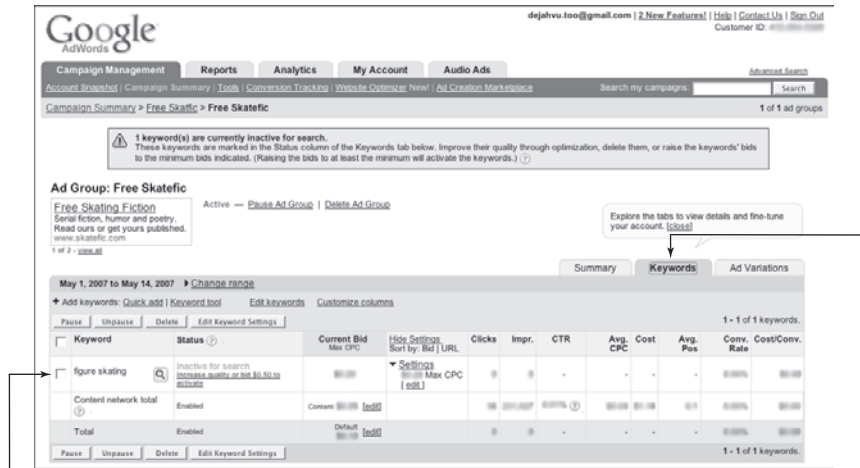 Google
AdWords
dejahvu.too@gmail.com | 2 New Features! | Help | Contact Us | Sign Out
Customer ID:
Campaign Management Reports Analytics My Account Audio Ads
Advanced Search
Account Snapshot | Campaign Summary | Tools | Conversion Tracking | Website Optimizer New! | Ad Creation Marketplace Search my campaigns: Search
Campaign Summary > Free Skatfic > Free Skatefic 1 of 1 ad groups
1 keyword(s) are currently inactive for search.
These keywords are marked in the Status column of the Keywords tab below. Improve their quality through optimization, delete them, or raise the keywords' bids
to the minimum bids indicated. (Raising the bids to at least the minimum will activate the keywords.) ?
Ad Group: Free Skatefic
Active — Pause Ad Group | Delete Ad Group
Free Skating Fiction
Serial fiction, humor and poetry.
Read ours or get yours published.
www.skatefic.com
1 of 2 - view all
Explore the tabs to view details and fine-tune
your account. [close]
Summary Keywords Ad Variations
May 1, 2007 to May 14, 2007 Change range
+ Add keywords: Quick add | Keyword tool Edit keywords Customize columns
Pause Unpause Delete Edit Keyword Settings 1 - 1 of 1 keywords.
Keyword Status ? Current Bid Max CPC Hide Settings Sort by: Bid | URL Clicks Impr. CTR Avg. CPC Cost Avg. Pos Conv. Rate Cost/Conv.
figure skating Inactive for search Increase quality or bid $0.50 to activate Settings Max CPC [ edit ] - - - -
Content network total ? Enabled Content [edit] ?
Total Enabled Default [edit] - - - -
Pause Unpause Delete Edit Keyword Settings 1 - 1 of 1 keywords.